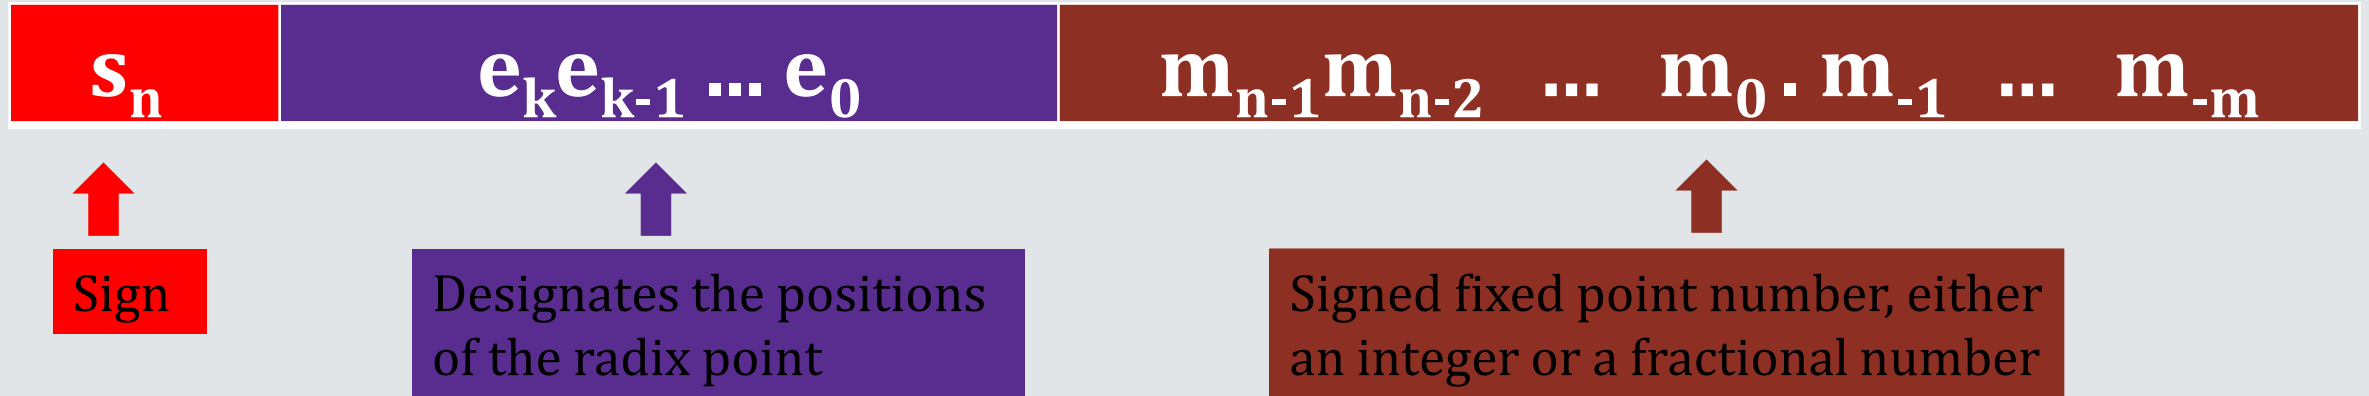 sₙ eₖeₖ₋₁ ... e₀ mₙ₋₁mₙ₋₂ ... m₀ . m₋₁ ... m₋ₘ
Sign
Designates the positions
of the radix point
Signed fixed point number, either
an integer or a fractional number